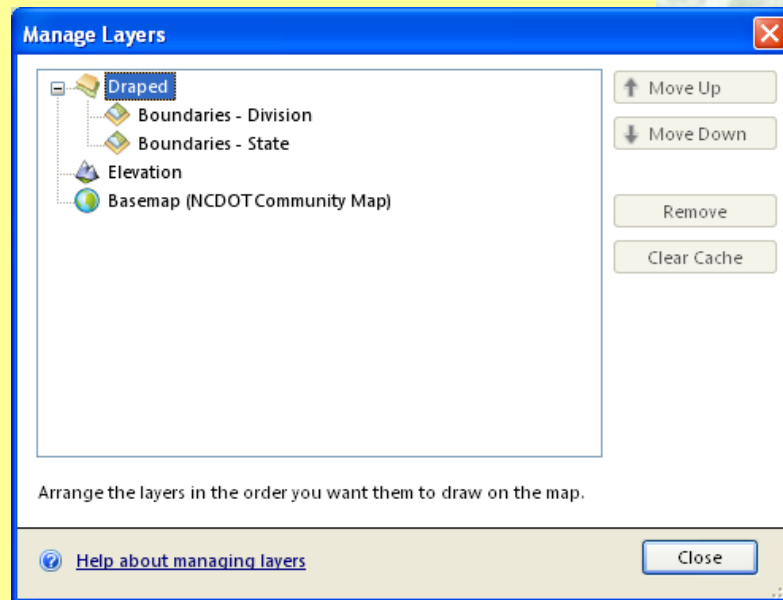 Manage Layers
Draped
Boundaries - Division
Boundaries - State
Elevation
Basemap (NCDOT Community Map)
Move Up
Move Down
Remove
Clear Cache
Arrange the layers in the order you want them to draw on the map.
Help about managing layers
Close